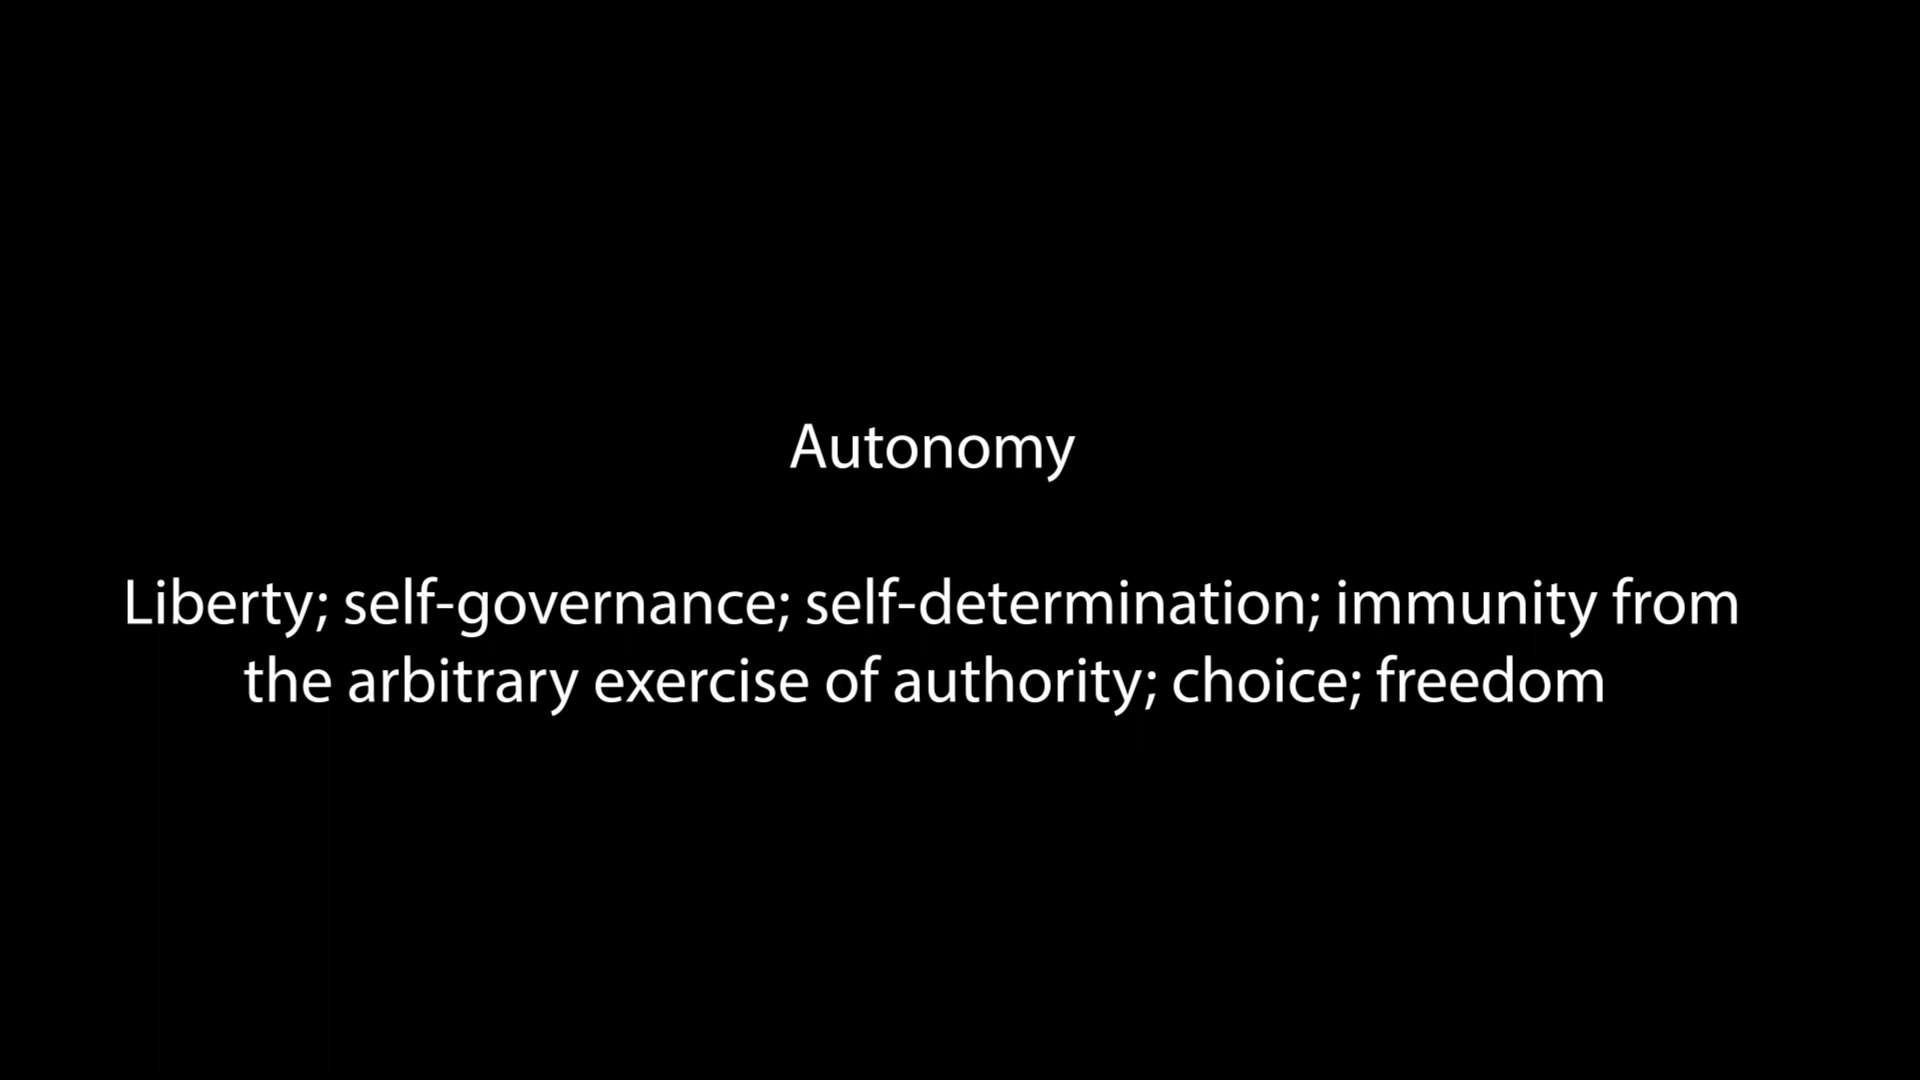 Autonomy
Liberty; self-governance; self-determination; immunity from
the arbitrary exercise of authority; choice; freedom